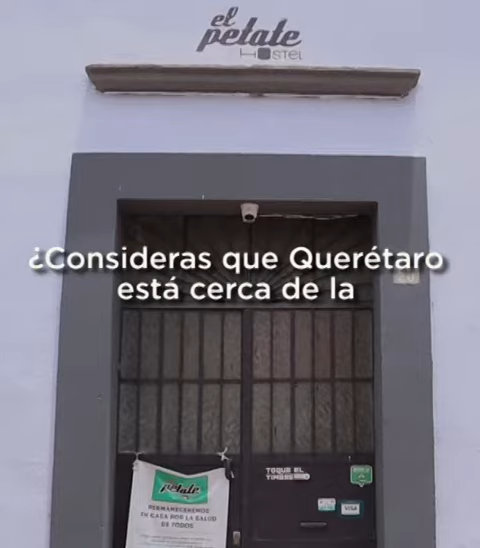 el
petate
HOSTEL
¿Consideras que Querétaro
está cerca de la
20
TOQUE EL
TIMBRE
petate
PERMANECEREMOS
EN CASA POR LA SALUD
DE TODOS
VISA